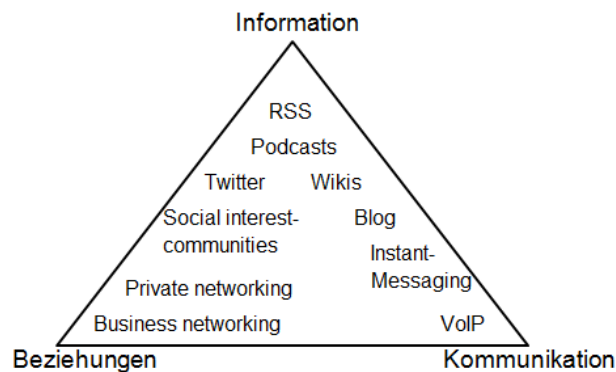 Information
RSS
Podcasts
Twitter Wikis
Social interest- Blog
communities
Instant-
Messaging
Private networking
Business networking VoIP
Beziehungen Kommunikation